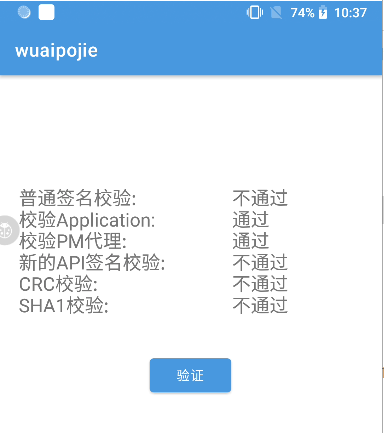 74% 10:37
wuaipojie
普通签名校验: 不通过
校验Application: 通过
校验PM代理: 通过
新的API签名校验: 不通过
CRC校验: 不通过
SHA1校验: 不通过
验证